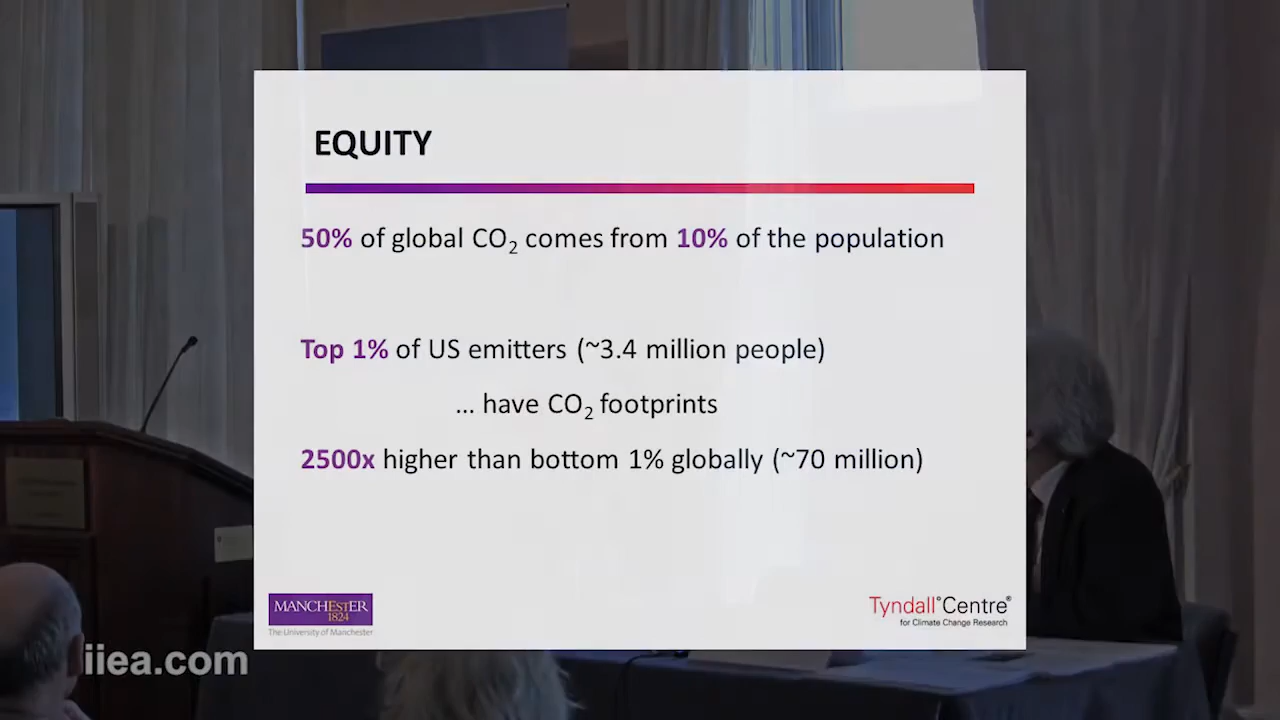 EQUITY
50% of global CO₂ comes from 10% of the population
Top 1% of US emitters (~3.4 million people)
... have CO₂ footprints
2500x higher than bottom 1% globally (~70 million)
MANCHESTER
1824
The University of Manchester
Tyndall°Centre®
for Climate Change Research
iiea.com